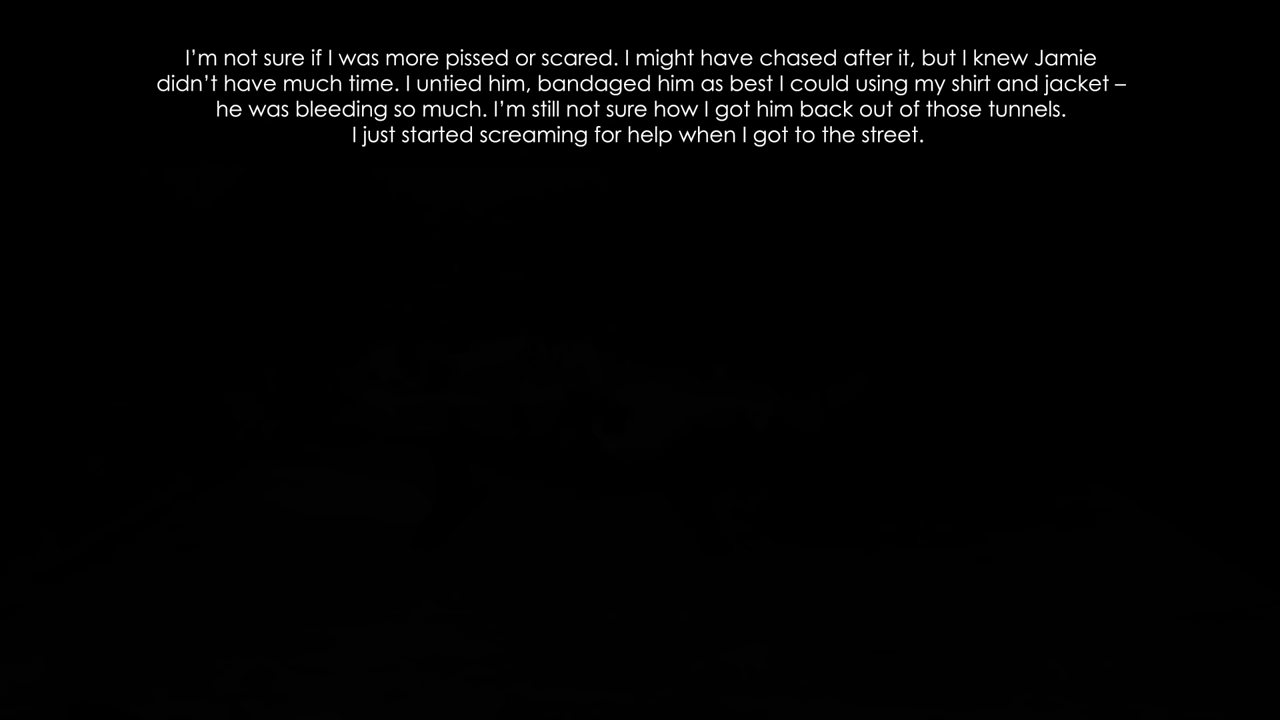 I’m not sure if I was more pissed or scared. I might have chased after it, but I knew Jamie
didn’t have much time. I untied him, bandaged him as best I could using my shirt and jacket –
he was bleeding so much. I’m still not sure how I got him back out of those tunnels.
I just started screaming for help when I got to the street.